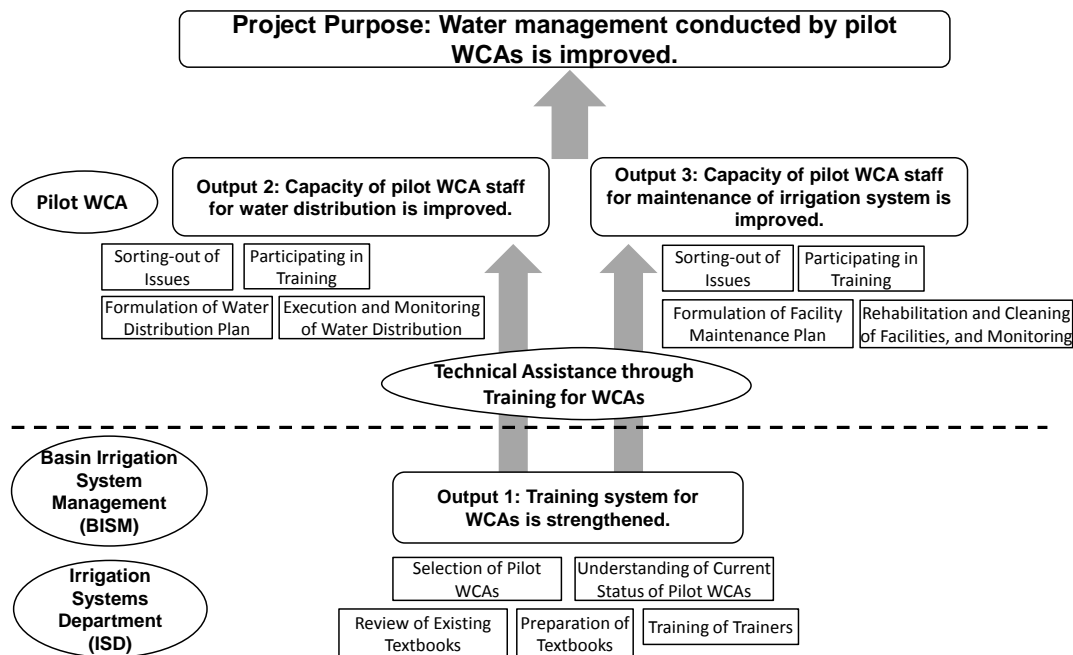 Project Purpose: Water management conducted by pilot
WCAs is improved.
Pilot WCA
Output 2: Capacity of pilot WCA staff
for water distribution is improved.
Output 3: Capacity of pilot WCA staff
for maintenance of irrigation system is
improved.
Sorting-out of
Issues
Participating in
Training
Formulation of Water
Distribution Plan
Execution and Monitoring
of Water Distribution
Sorting-out of
Issues
Participating in
Training
Formulation of Facility
Maintenance Plan
Rehabilitation and Cleaning
of Facilities, and Monitoring
Technical Assistance through
Training for WCAs
Basin Irrigation
System
Management
(BISM)
Output 1: Training system for
WCAs is strengthened.
Irrigation
Systems
Department
(ISD)
Selection of Pilot
WCAs
Understanding of Current
Status of Pilot WCAs
Review of Existing
Textbooks
Preparation of
Textbooks
Training of Trainers